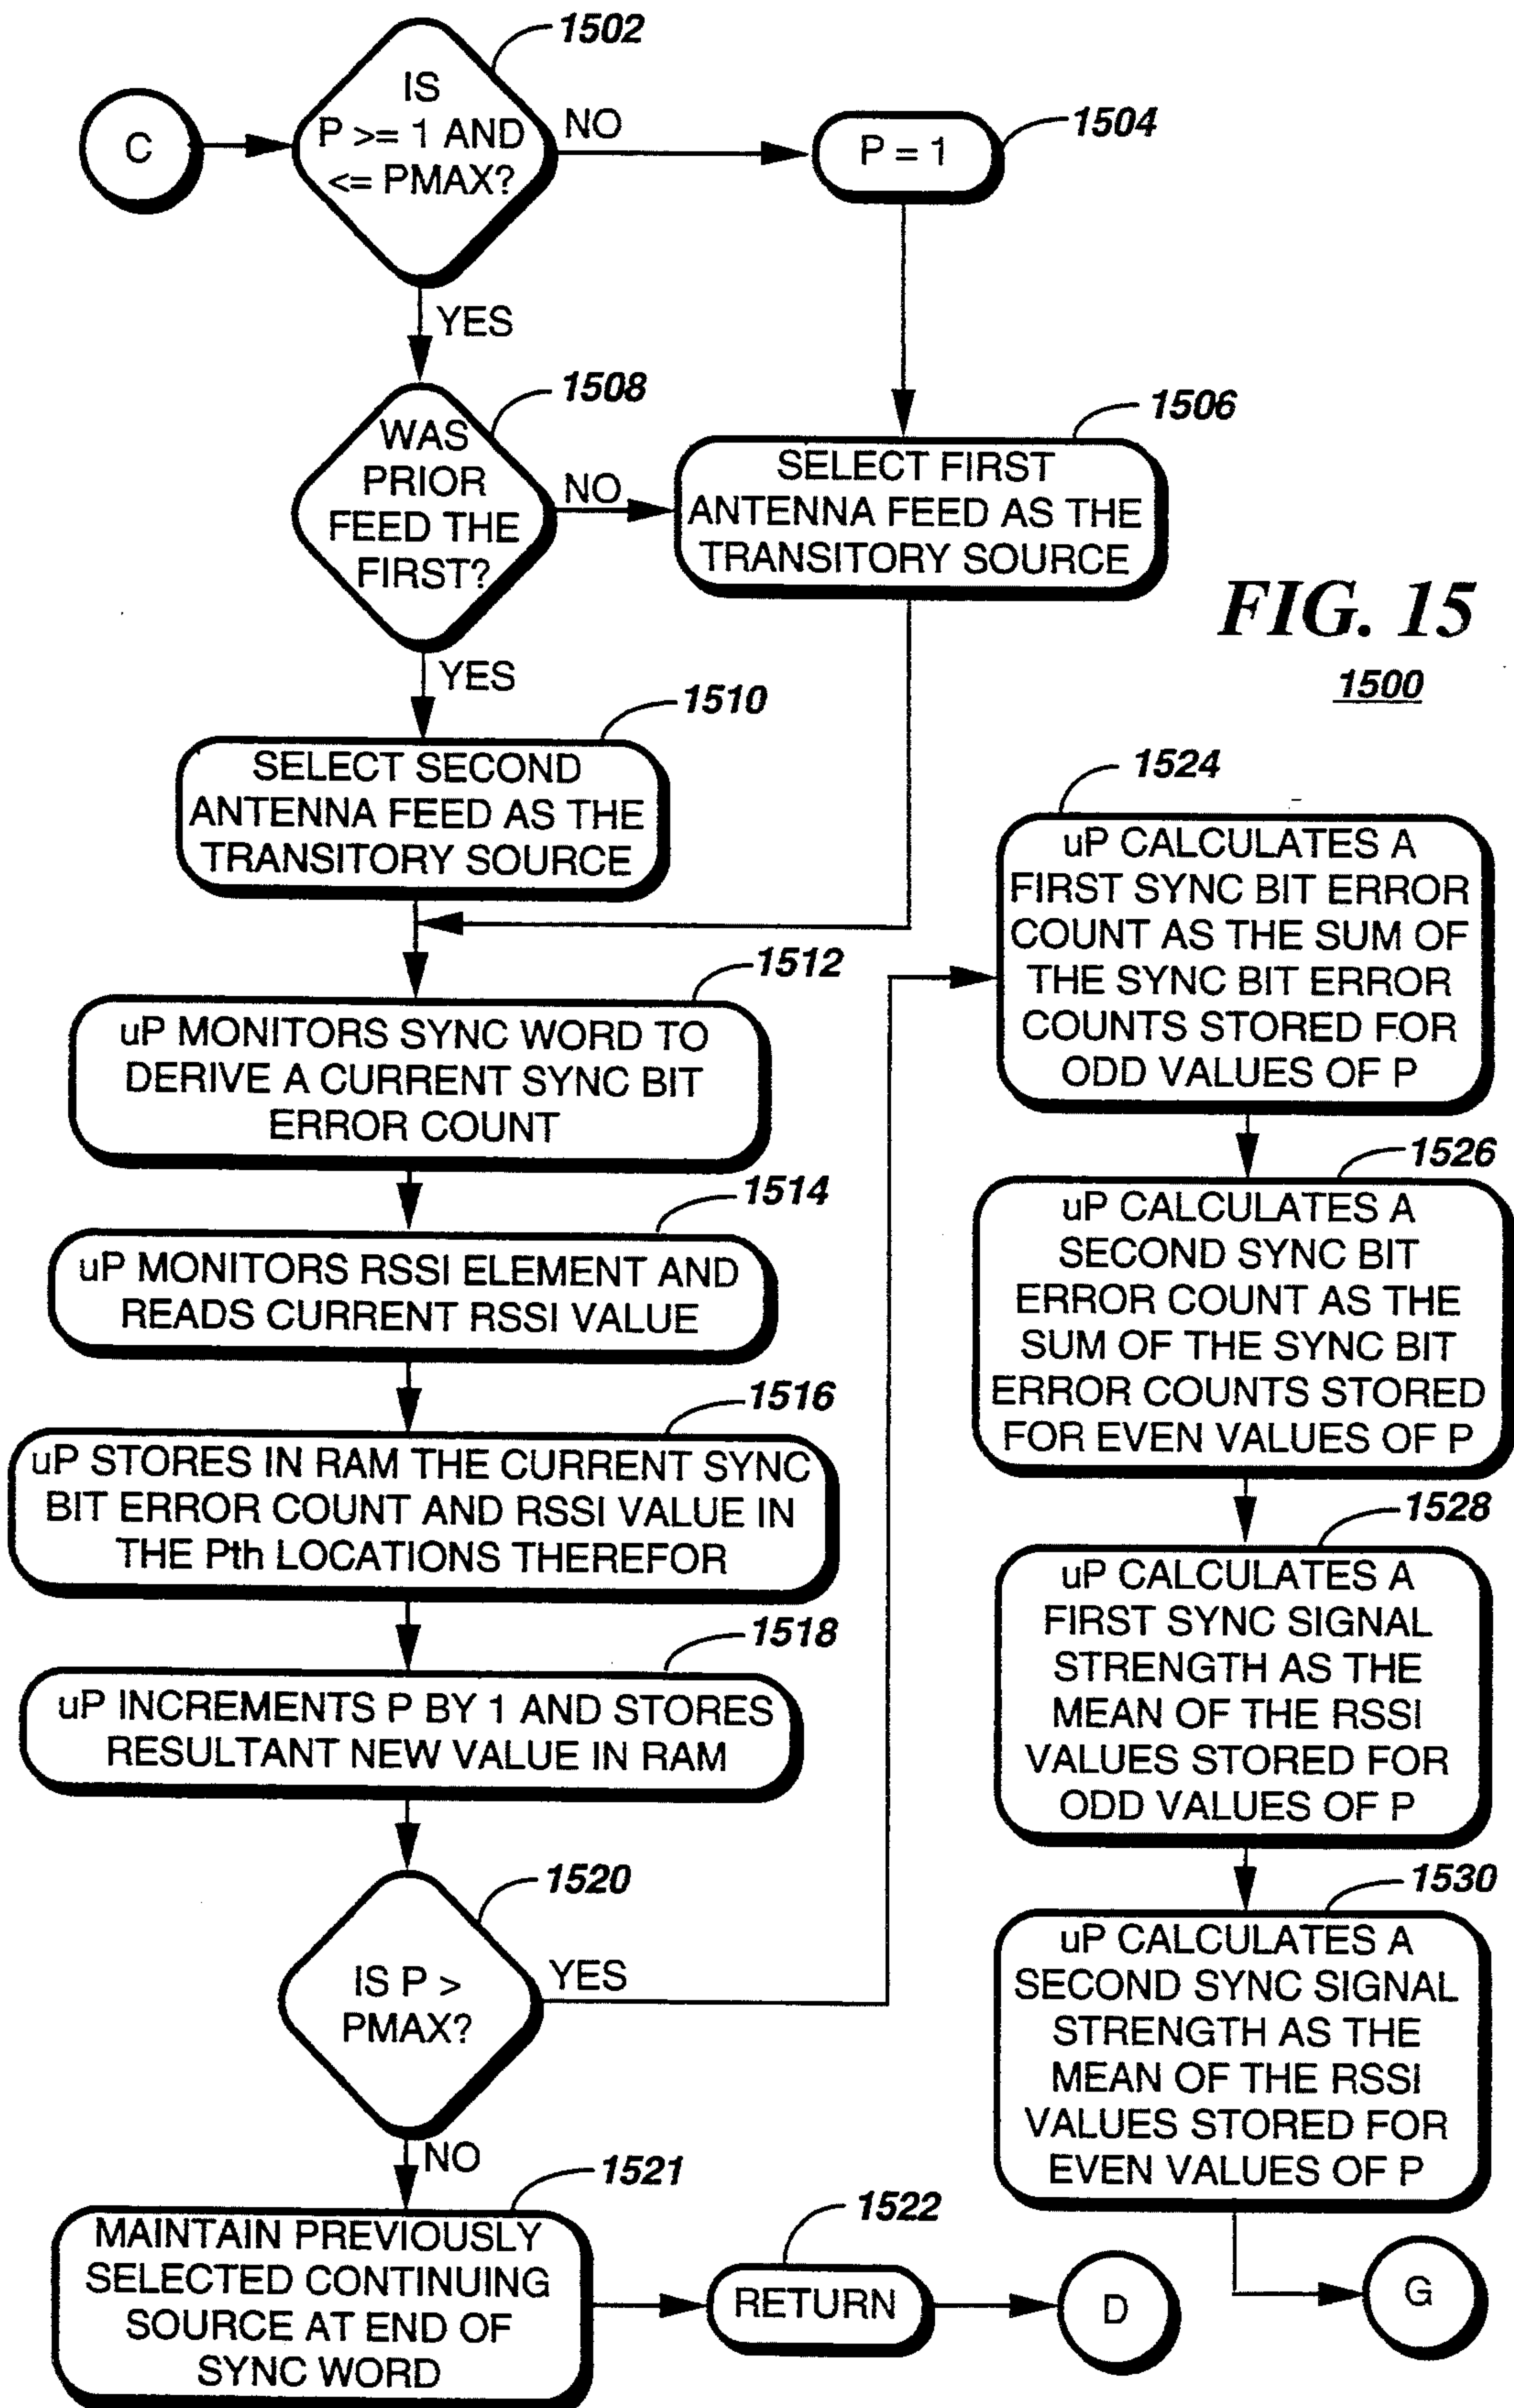 1502
IS
P >= 1 AND
<= PMAX?
C
NO
P = 1
1504
YES
1508
WAS
PRIOR
FEED THE
FIRST?
NO
1506
SELECT FIRST
ANTENNA FEED AS THE
TRANSITORY SOURCE
FIG. 15
1500
YES
1510
SELECT SECOND
ANTENNA FEED AS THE
TRANSITORY SOURCE
1512
uP MONITORS SYNC WORD TO
DERIVE A CURRENT SYNC BIT
ERROR COUNT
1514
uP MONITORS RSSI ELEMENT AND
READS CURRENT RSSI VALUE
1516
uP STORES IN RAM THE CURRENT SYNC
BIT ERROR COUNT AND RSSI VALUE IN
THE Pth LOCATIONS THEREFOR
1518
uP INCREMENTS P BY 1 AND STORES
RESULTANT NEW VALUE IN RAM
1520
IS P >
PMAX?
YES
NO
1521
MAINTAIN PREVIOUSLY
SELECTED CONTINUING
SOURCE AT END OF
SYNC WORD
1522
RETURN
D
1524
uP CALCULATES A
FIRST SYNC BIT ERROR
COUNT AS THE SUM OF
THE SYNC BIT ERROR
COUNTS STORED FOR
ODD VALUES OF P
1526
uP CALCULATES A
SECOND SYNC BIT
ERROR COUNT AS THE
SUM OF THE SYNC BIT
ERROR COUNTS STORED
FOR EVEN VALUES OF P
1528
uP CALCULATES A
FIRST SYNC SIGNAL
STRENGTH AS THE
MEAN OF THE RSSI
VALUES STORED FOR
ODD VALUES OF P
1530
uP CALCULATES A
SECOND SYNC SIGNAL
STRENGTH AS THE
MEAN OF THE RSSI
VALUES STORED FOR
EVEN VALUES OF P
G